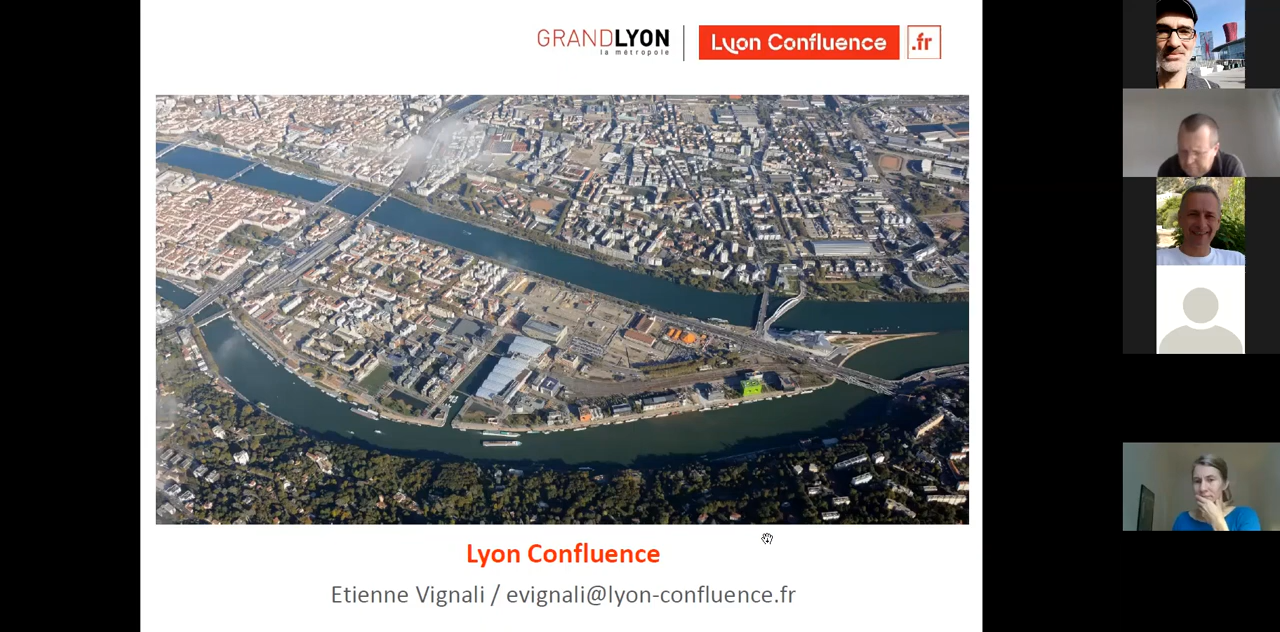 GRANDLYON
la métropole
Lyon Confluence .fr
Lyon Confluence
Etienne Vignali / evignali@lyon-confluence.fr